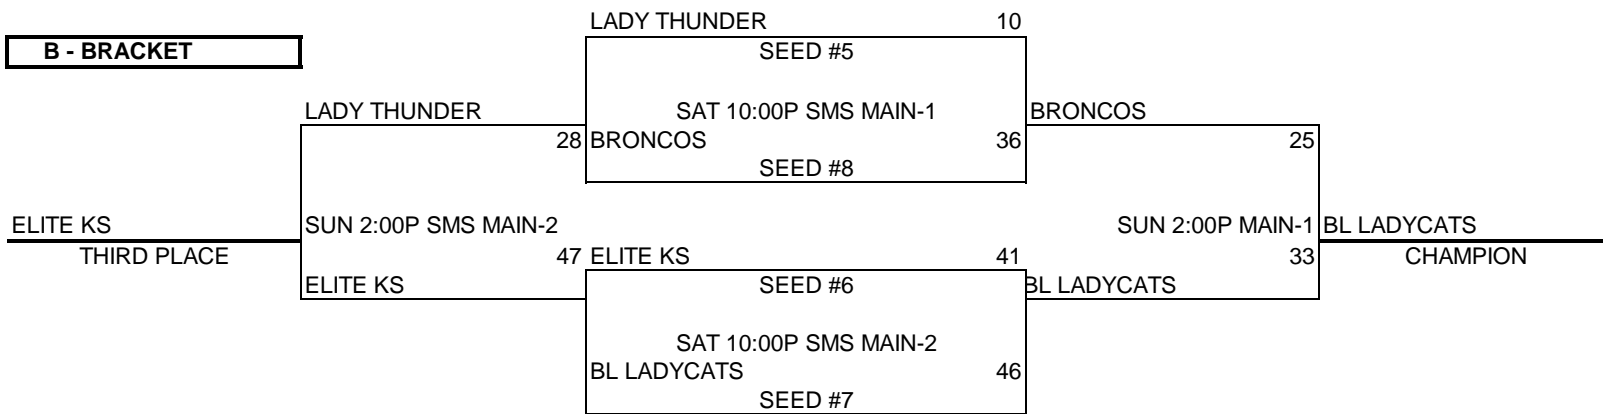 LADY THUNDER 10
B - BRACKET
SEED #5
LADY THUNDER
SAT 10:00P SMS MAIN-1
BRONCOS
28
BRONCOS 36
25
SEED #8
ELITE KS
SUN 2:00P SMS MAIN-2
SUN 2:00P MAIN-1
BL LADYCATS
THIRD PLACE
47
ELITE KS 41
33
CHAMPION
ELITE KS
SEED #6
BL LADYCATS
SAT 10:00P SMS MAIN-2
BL LADYCATS 46
SEED #7